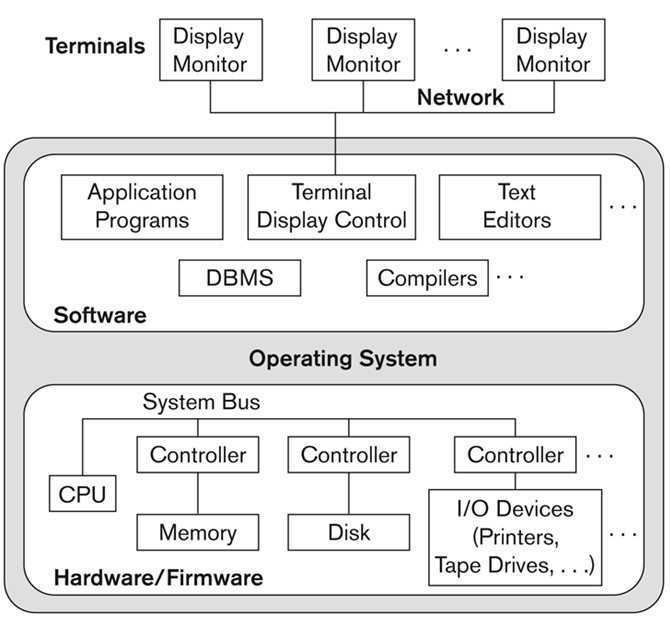 Terminals
Display
Monitor
Display
Monitor
. . .
Display
Monitor
Network
Application
Programs
Terminal
Display Control
Text
Editors
. . .
DBMS
Compilers
. . .
Software
Operating System
System Bus
Controller
Controller
Controller
. . .
CPU
Memory
Disk
I/O Devices
(Printers,
Tape Drives, . . .)
. . .
Hardware/Firmware